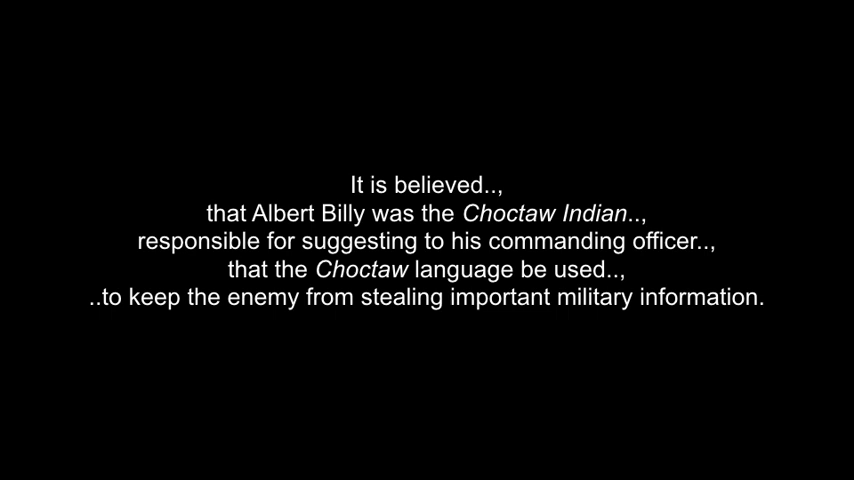 It is believed..,
that Albert Billy was the Choctaw Indian..,
responsible for suggesting to his commanding officer..,
that the Choctaw language be used..,
..to keep the enemy from stealing important military information.